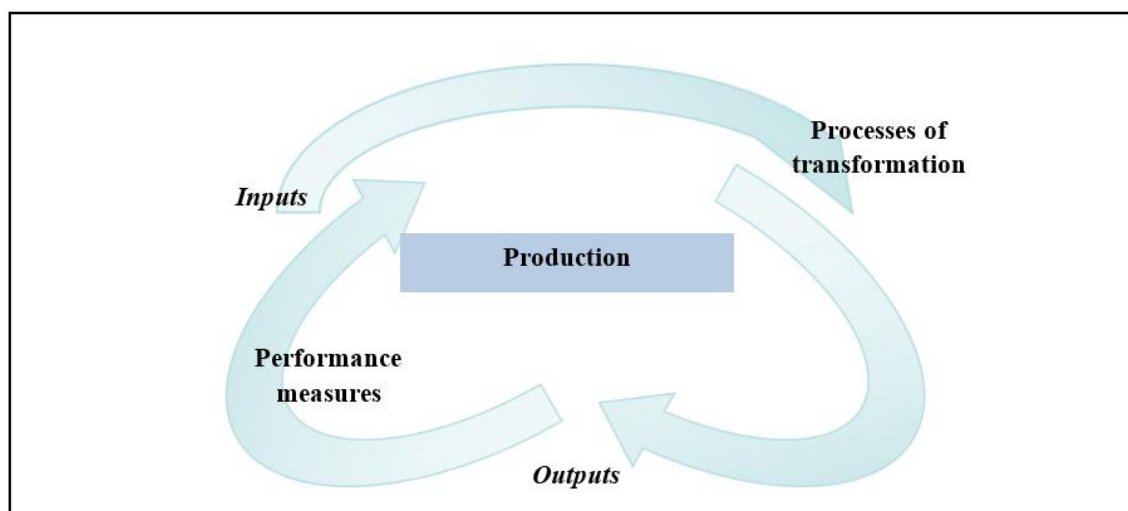 Processes of
transformation
Inputs
Production
Performance
measures
Outputs